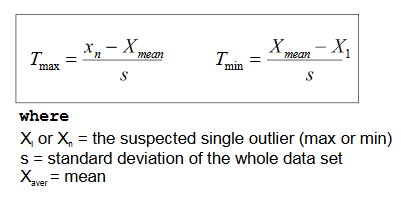 T_max = (x_n − X_mean) / s    T_min = (X_mean − X_1) / s
where
X_I or X_n = the suspected single outlier (max or min)
s = standard deviation of the whole data set
X_aver = mean